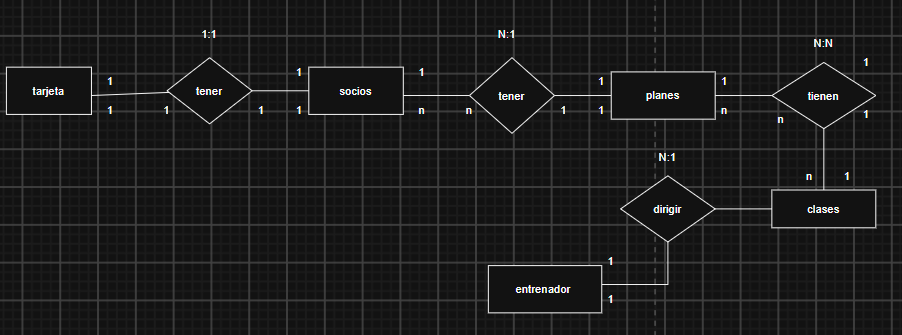 1:1
N:1
N:N
1
1
1
1
1
1
tarjeta
tener
socios
tener
planes
tienen
1
1
1
1
n
n
1
1
n
n
1
N:1
n
1
dirigir
clases
1
entrenador
1